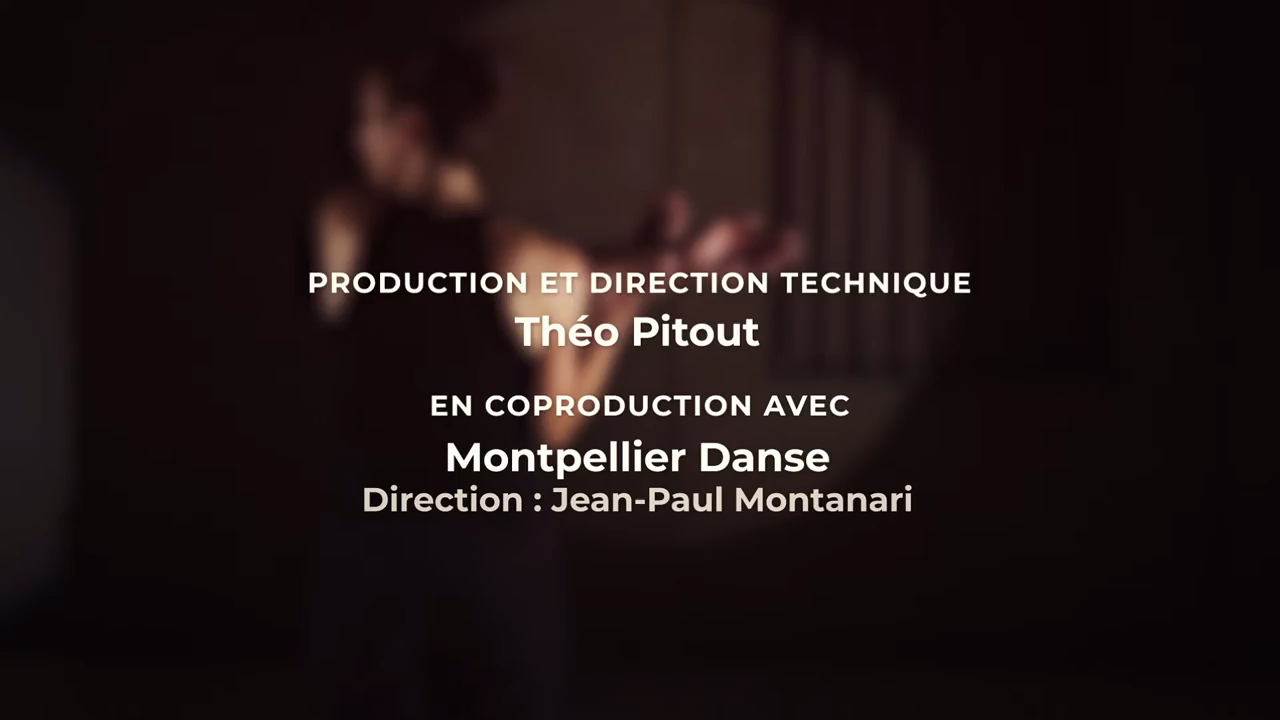 PRODUCTION ET DIRECTION TECHNIQUE
Théo Pitout
EN COPRODUCTION AVEC
Montpellier Danse
Direction : Jean-Paul Montanari